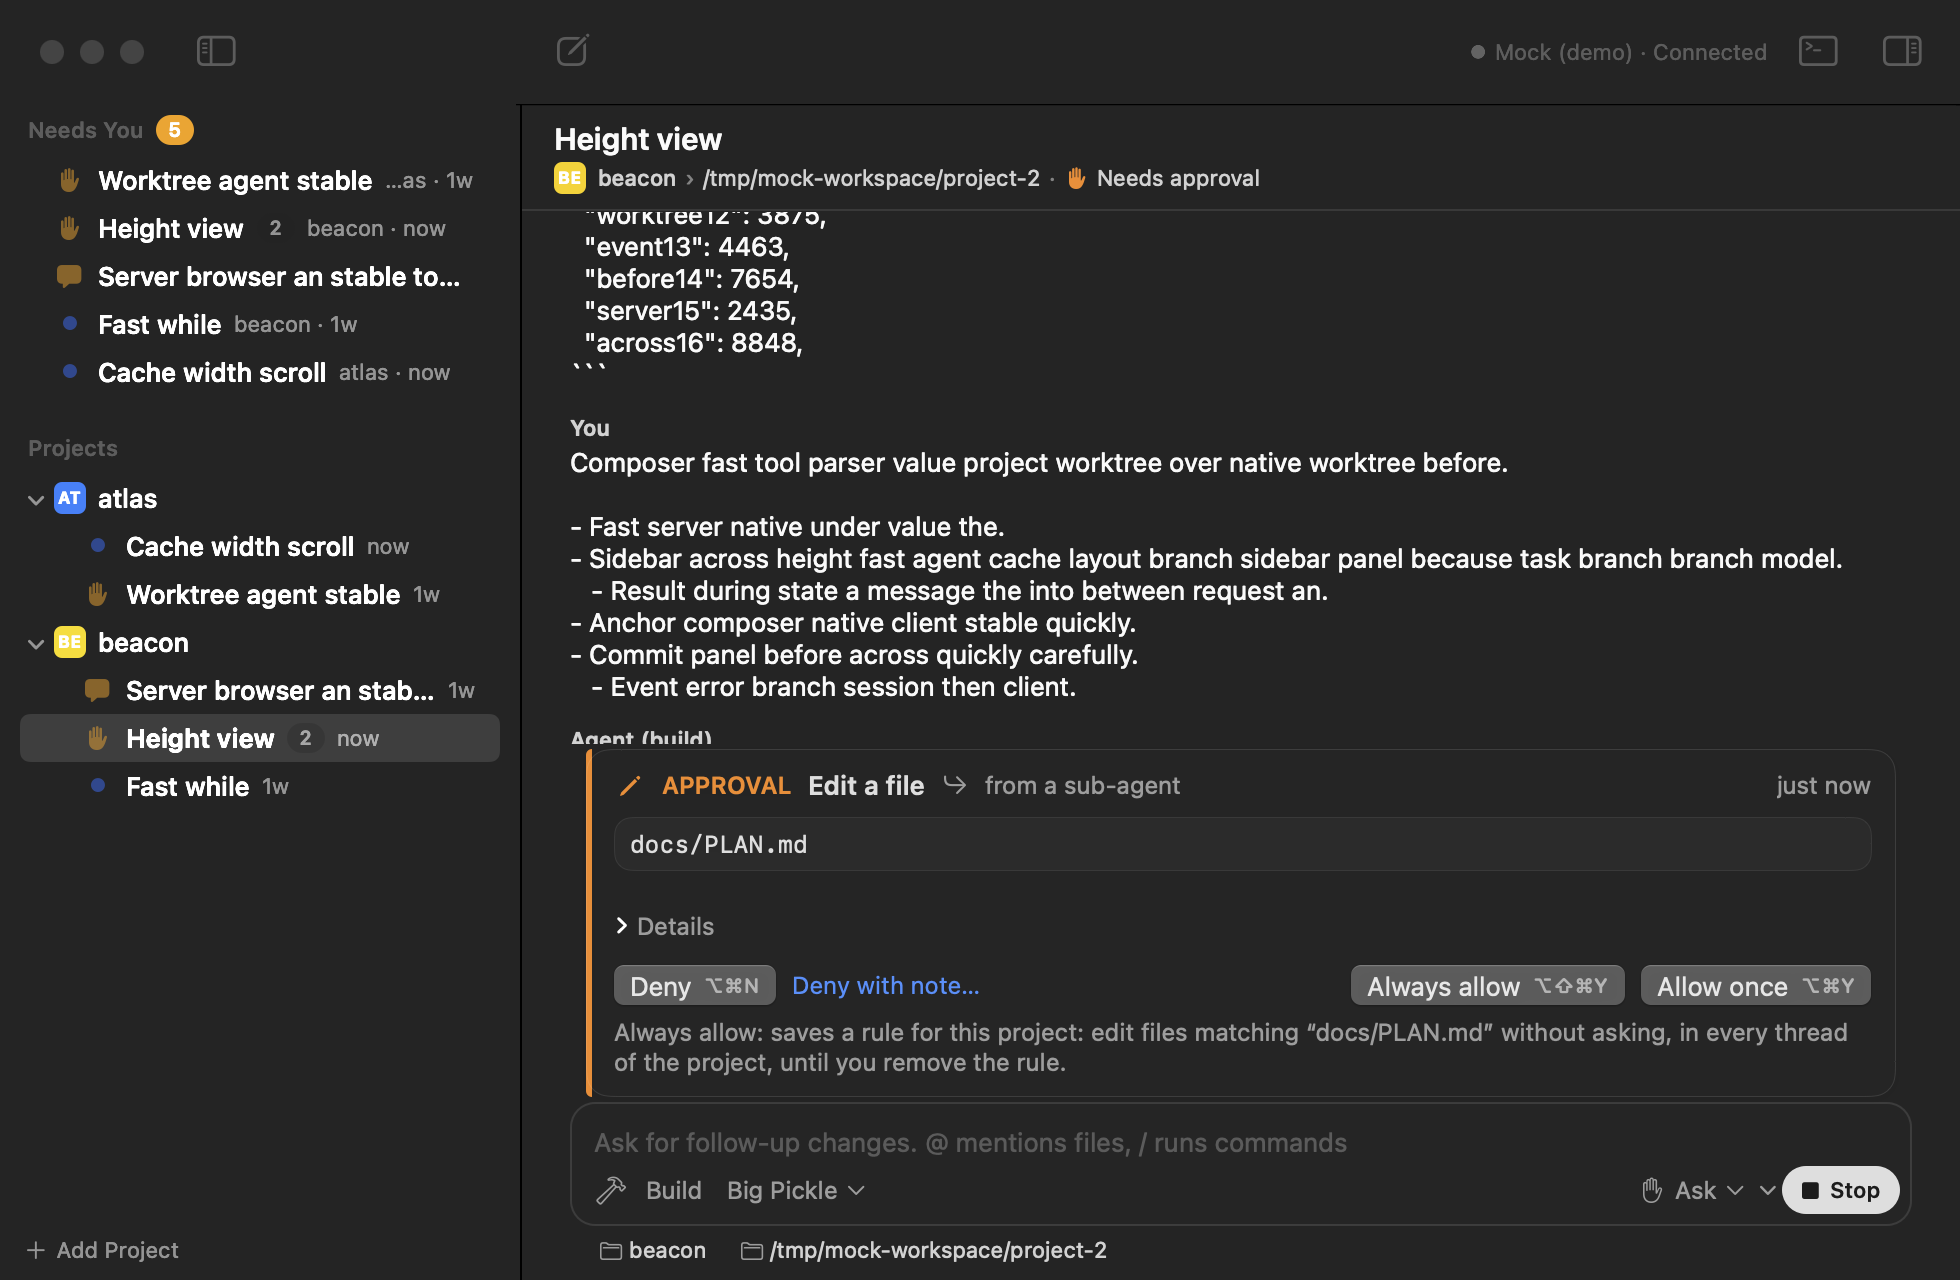 Mock (demo) · Connected
Needs You 5
Worktree agent stable ...as · 1w
Height view 2 beacon · now
Server browser an stable to...
Fast while beacon · 1w
Cache width scroll atlas · now
Projects
AT atlas
Cache width scroll now
Worktree agent stable 1w
BE beacon
Server browser an stab... 1w
Height view 2 now
Fast while 1w
+ Add Project
Height view
BE beacon › /tmp/mock-workspace/project-2 · Needs approval
"worktree12": 3875,
"event13": 4463,
"before14": 7654,
"server15": 2435,
"across16": 8848,
```
You
Composer fast tool parser value project worktree over native worktree before.
- Fast server native under value the.
- Sidebar across height fast agent cache layout branch sidebar panel because task branch branch model.
- Result during state a message the into between request an.
- Anchor composer native client stable quickly.
- Commit panel before across quickly carefully.
- Event error branch session then client.
Agent (build)
APPROVAL Edit a file from a sub-agent just now
docs/PLAN.md
Details
Deny ⌥⌘N Deny with note... Always allow ⌥⇧⌘Y Allow once ⌥⌘Y
Always allow: saves a rule for this project: edit files matching “docs/PLAN.md” without asking, in every thread
of the project, until you remove the rule.
Ask for follow-up changes. @ mentions files, / runs commands
Build Big Pickle Ask Stop
beacon /tmp/mock-workspace/project-2